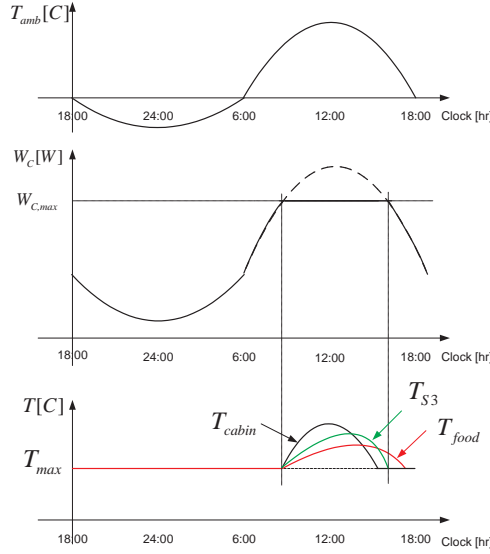 T_amb [C]
18:00 24:00 6:00 12:00 18:00 Clock [hr]
W_C [W]
W_C,max
18:00 24:00 6:00 12:00 18:00 Clock [hr]
T [C]
T_cabin T_S3 T_food
T_max
18:00 24:00 6:00 12:00 18:00 Clock [hr]